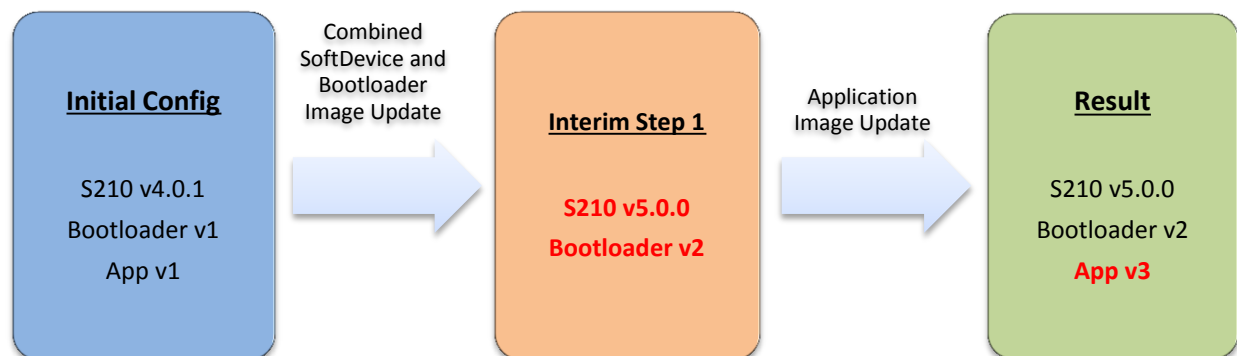 Initial Config
S210 v4.0.1
Bootloader v1
App v1
Combined
SoftDevice and
Bootloader
Image Update
Interim Step 1
S210 v5.0.0
Bootloader v2
Application
Image Update
Result
S210 v5.0.0
Bootloader v2
App v3